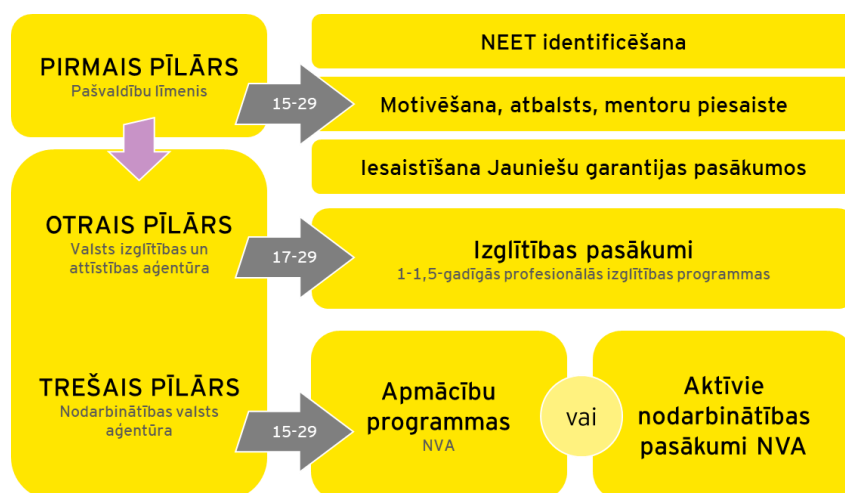 PIRMAIS PĪLĀRS
Pašvaldību līmenis
15-29
NEET identificēšana
Motivēšana, atbalsts, mentoru piesaiste
Iesaistīšana Jauniešu garantijas pasākumos
OTRAIS PĪLĀRS
Valsts izglītības un
attīstības aģentūra
17-29
Izglītības pasākumi
1-1,5-gadīgās profesionālās izglītības programmas
TREŠAIS PĪLĀRS
Nodarbinātības valsts
aģentūra
15-29
Apmācību
programmas
NVA
vai
Aktīvie
nodarbinātības
pasākumi NVA